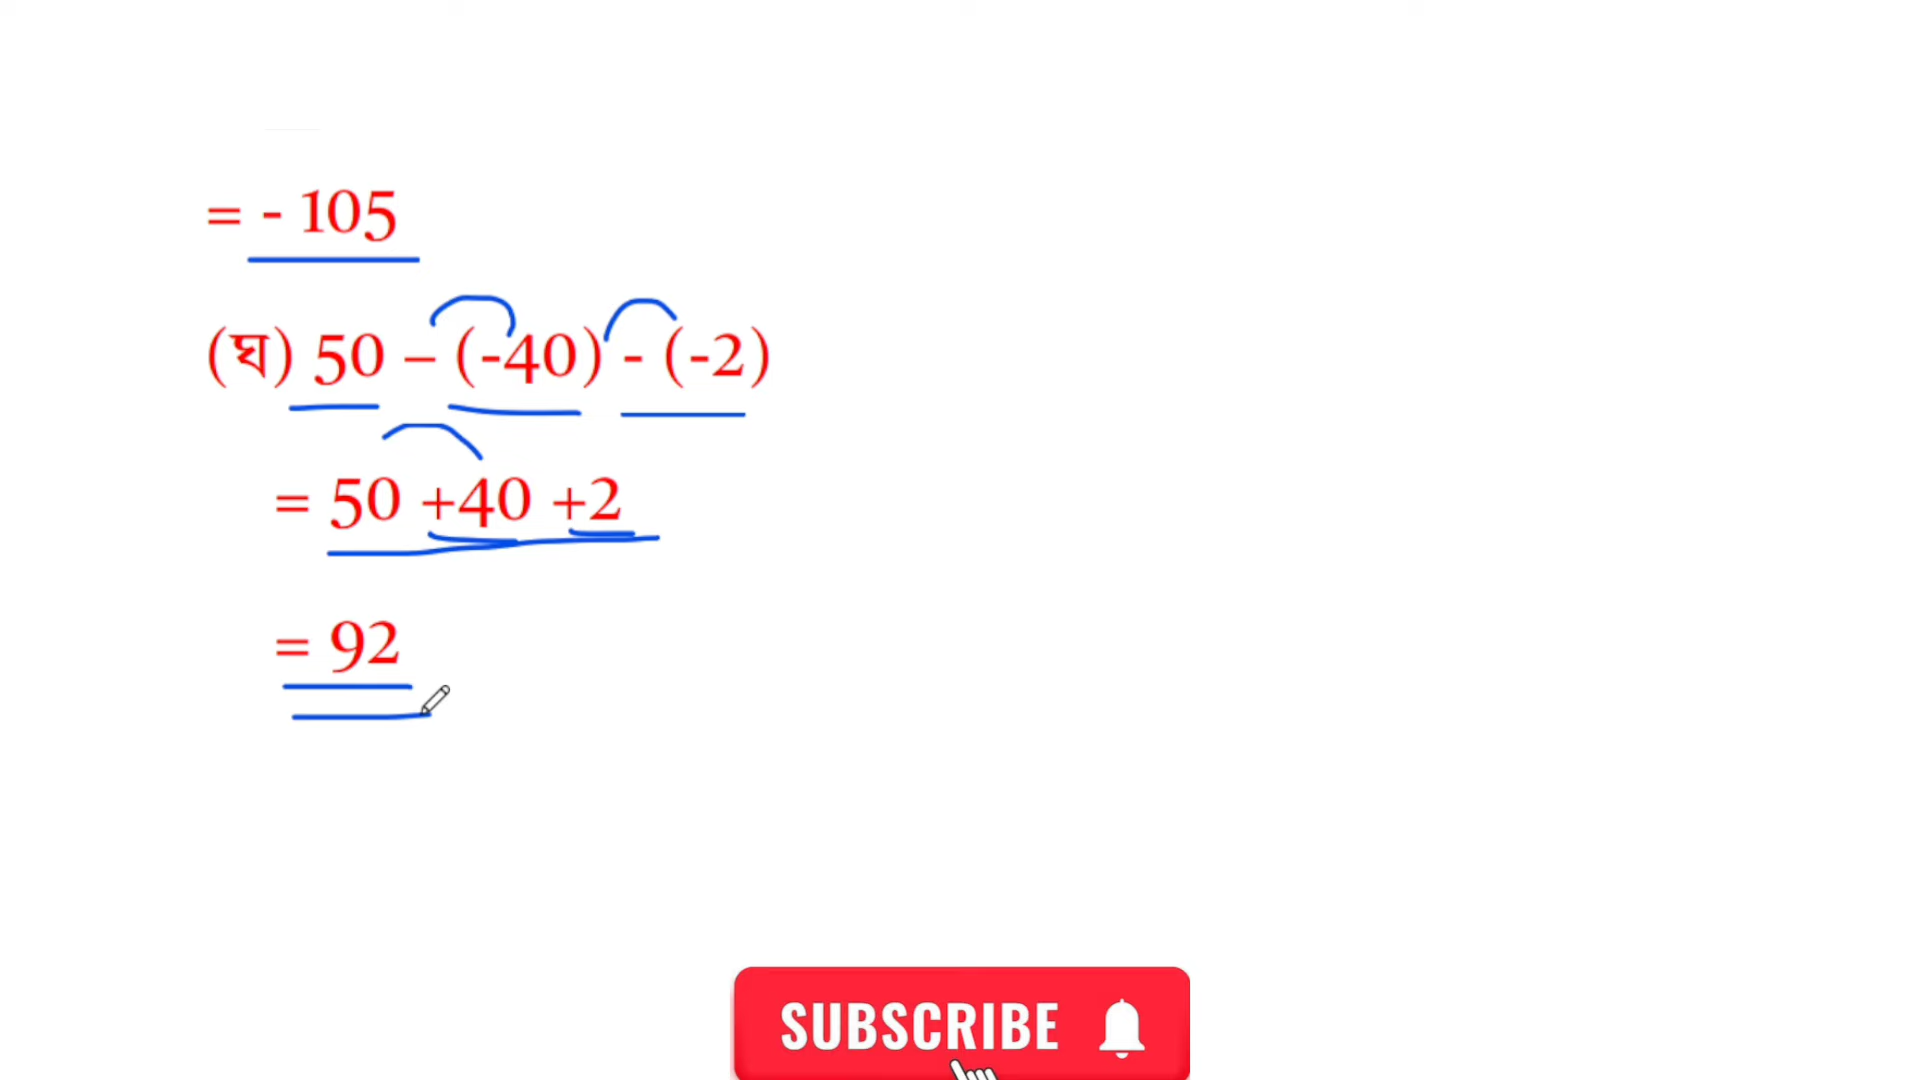 = - 105
(ঘ) 50 – (-40) - (-2)
= 50 +40 +2
= 92
SUBSCRIBE